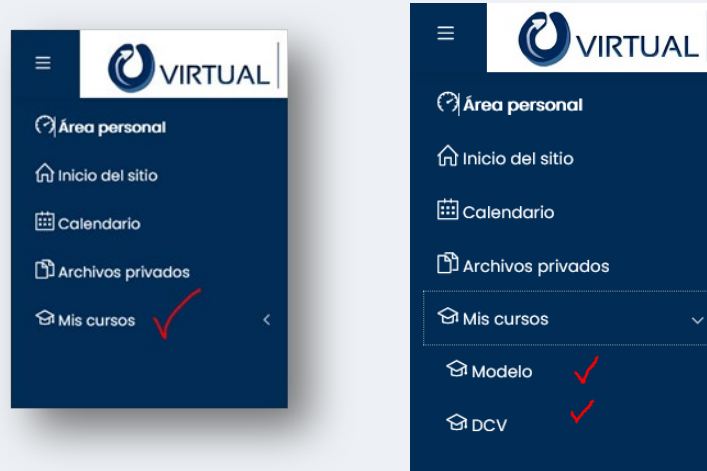 VIRTUAL
Área personal
Inicio del sitio
Calendario
Archivos privados
Mis cursos
VIRTUAL
Área personal
Inicio del sitio
Calendario
Archivos privados
Mis cursos
Modelo
DCV